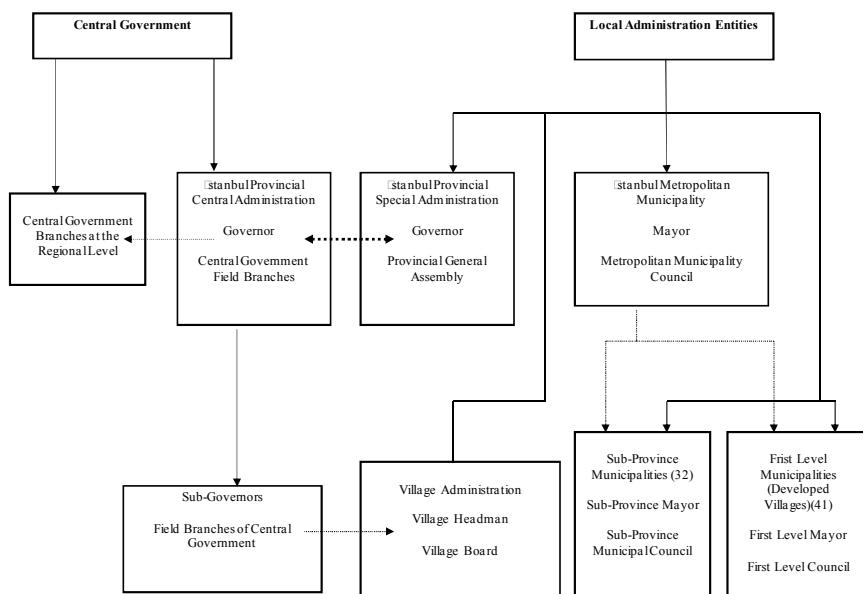 Central Government
Local Administration Entities
Central Government
Branches at the
Regional Level
□stanbul Provincial
Central Administration
Governor
Central Government
Field Branches
□stanbul Provincial
Special Administration
Governor
Provincial General
Assembly
□stanbul Metropolitan
Municipality
Mayor
Metropolitan Municipality
Council
Sub-Governors
Field Branches of Central
Government
Village Administration
Village Headman
Village Board
Sub-Province
Municipalities (32)
Sub-Province Mayor
Sub-Province
Municipal Council
Frist Level
Municipalities
(Developed
Villages)(41)
First Level Mayor
First Level Council